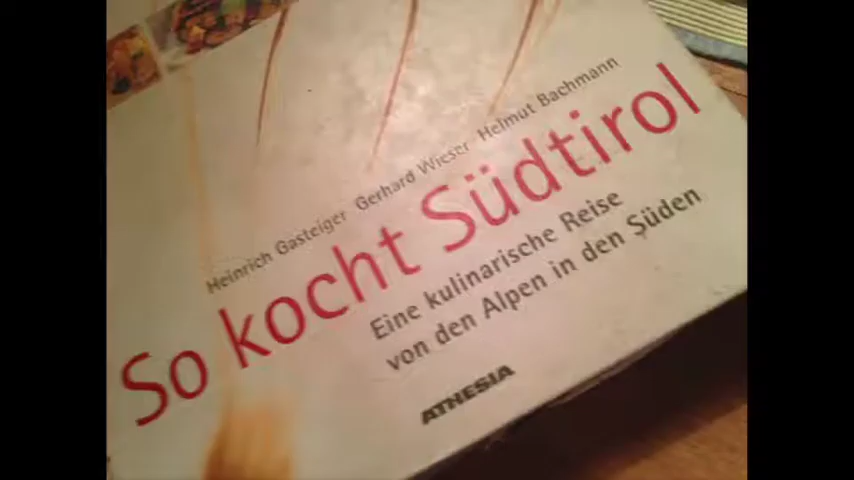 Heinrich Gasteiger Gerhard Wieser Helmut Bachmann
So kocht Südtirol
Eine kulinarische Reise
von den Alpen in den Süden
ATHESIA